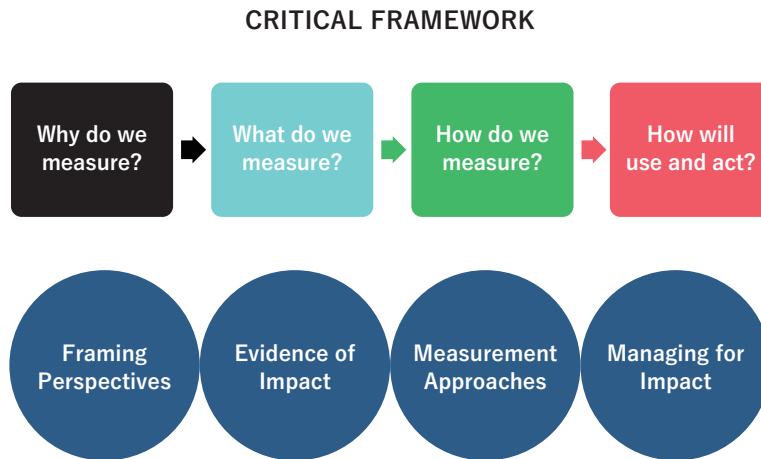 CRITICAL FRAMEWORK
Why do we
measure?
What do we
measure?
How do we
measure?
How will
use and act?
Framing
Perspectives
Evidence of
Impact
Measurement
Approaches
Managing for
Impact